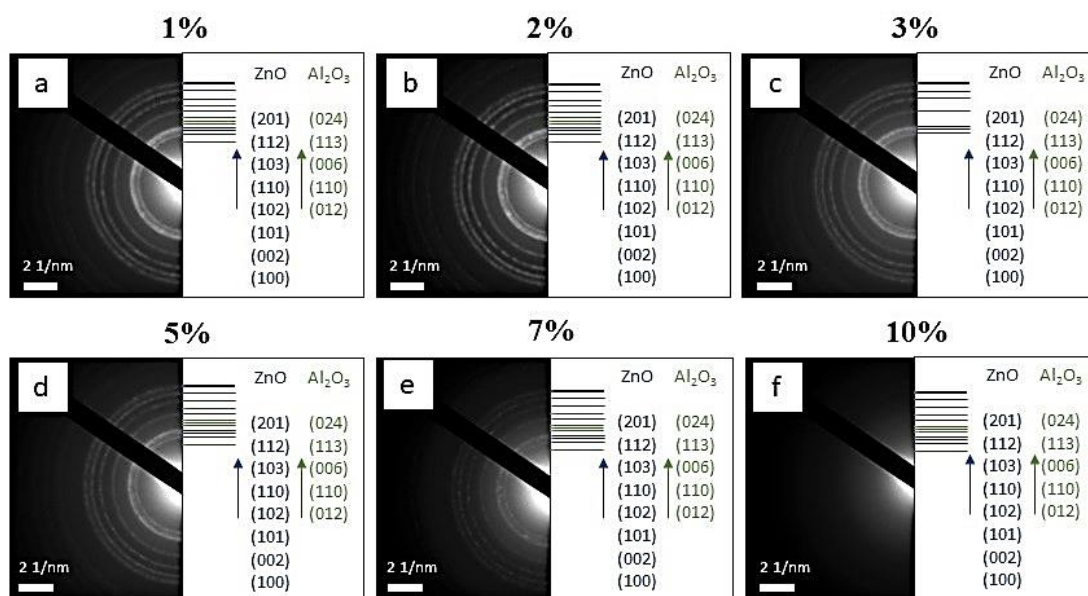 1% 2% 3%
a ZnO Al₂O₃ b ZnO Al₂O₃ c ZnO Al₂O₃
(201) (024) (201) (024) (201) (024)
(112) (113) (112) (113) (112) (113)
(103) (006) (103) (006) (103) (006)
(110) (110) (110) (110) (110) (110)
(102) (012) (102) (012) (102) (012)
(101) (101) (101)
(002) (002) (002)
2 1/nm (100) 2 1/nm (100) 2 1/nm (100)
5% 7% 10%
d ZnO Al₂O₃ e ZnO Al₂O₃ f ZnO Al₂O₃
(201) (024) (201) (024) (201) (024)
(112) (113) (112) (113) (112) (113)
(103) (006) (103) (006) (103) (006)
(110) (110) (110) (110) (110) (110)
(102) (012) (102) (012) (102) (012)
(101) (101) (101)
(002) (002) (002)
2 1/nm (100) 2 1/nm (100) 2 1/nm (100)